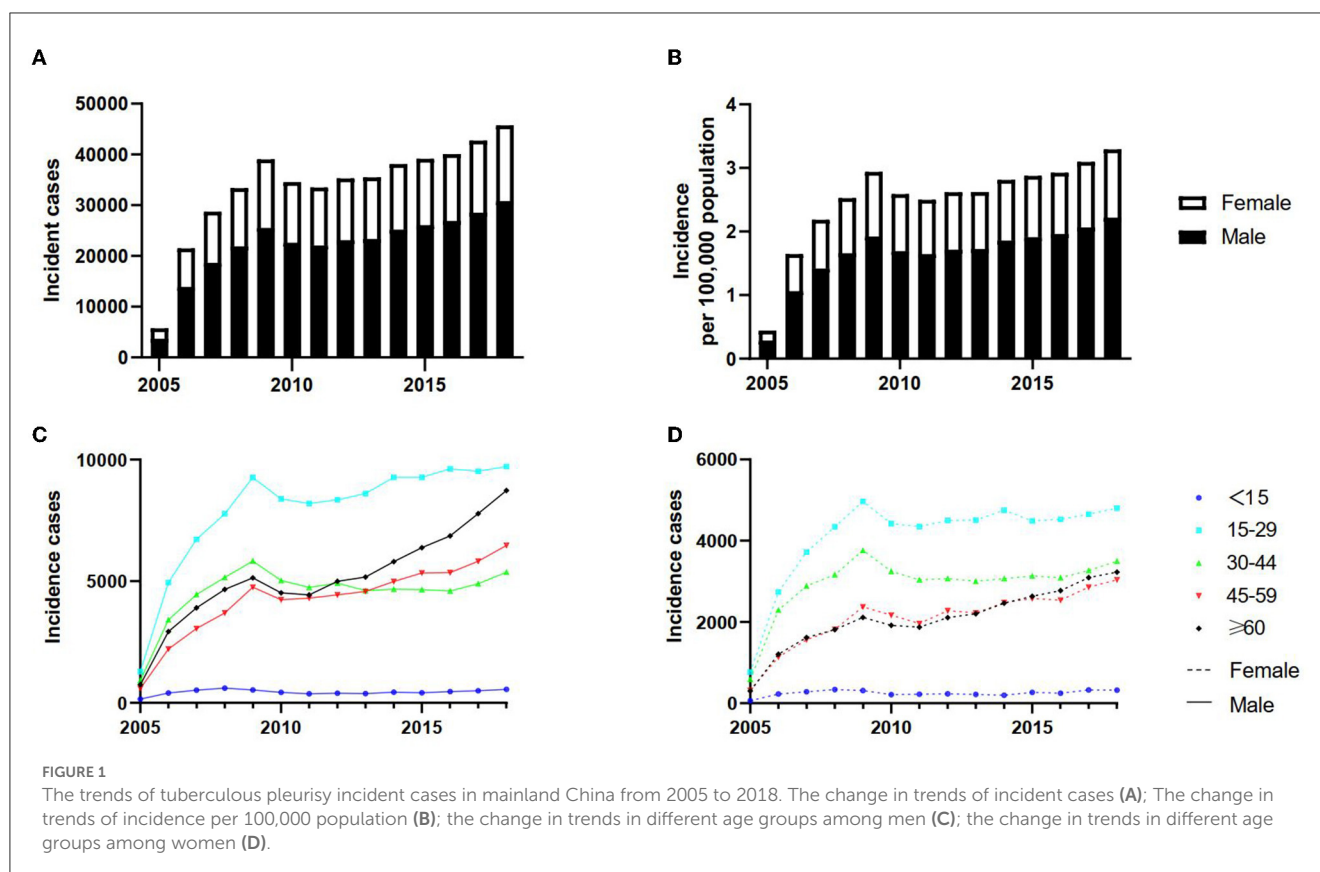 A
Incident cases
50000
40000
30000
20000
10000
0
2005
2010
2015
B
Incidence
per 100,000 population
4
3
2
1
0
2005
2010
2015
Female
Male
C
Incidence cases
10000
5000
0
2005
2010
2015
D
Incidence cases
6000
4000
2000
0
2005
2010
2015
<15
15-29
30-44
45-59
⩾60
Female
Male
FIGURE 1
The trends of tuberculous pleurisy incident cases in mainland China from 2005 to 2018. The change in trends of incident cases (A); The change in
trends of incidence per 100,000 population (B); the change in trends in different age groups among men (C); the change in trends in different age
groups among women (D).